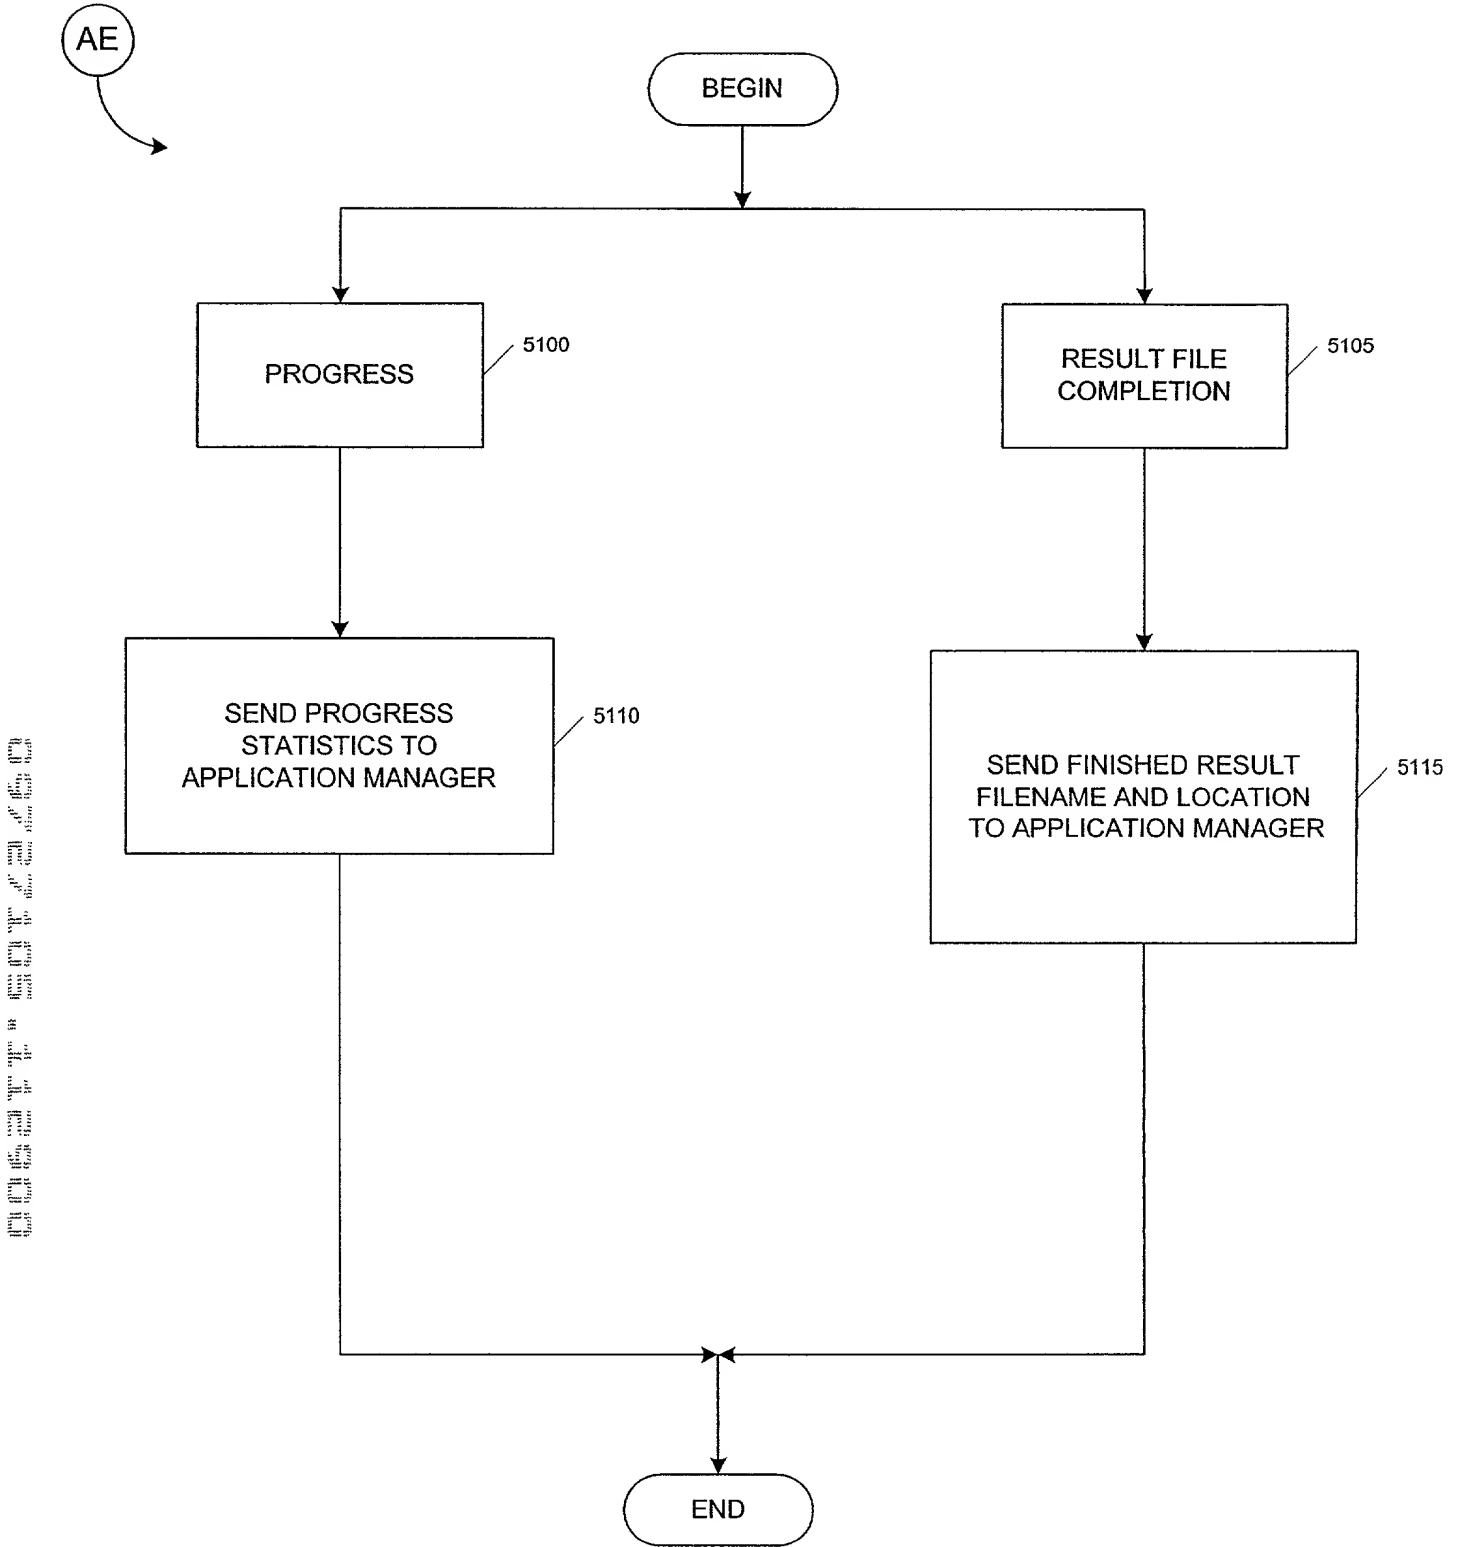 AE
BEGIN
PROGRESS
5100
RESULT FILE
COMPLETION
5105
SEND PROGRESS
STATISTICS TO
APPLICATION MANAGER
5110
SEND FINISHED RESULT
FILENAME AND LOCATION
TO APPLICATION MANAGER
5115
END